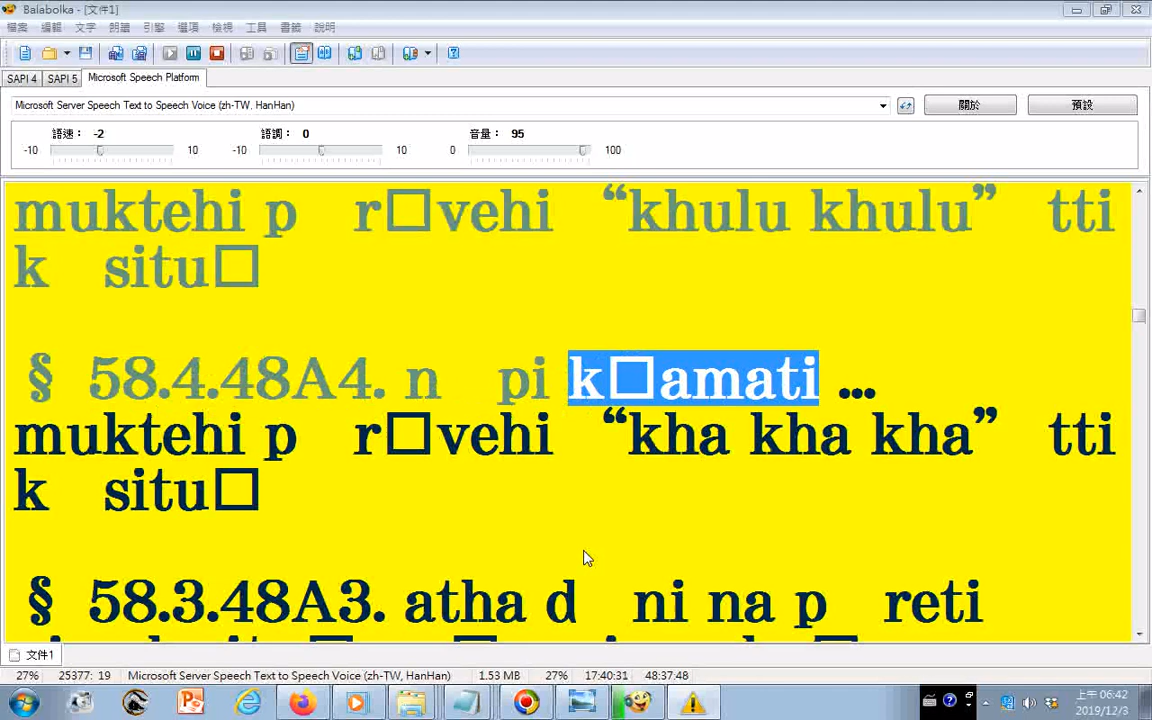 Balabolka - [文件1]
檔案 編輯 文字 朗讀 引擎 選項 檢視 工具 書籤 說明
SAPI 4 SAPI 5 Microsoft Speech Platform
Microsoft Server Speech Text to Speech Voice (zh-TW, HanHan) 關於 預設
語速： -2 語調： 0 音量： 95
-10 10 -10 10 0 100
muktehi p r□vehi “khulu khulu” tti
k situ□
§ 58.4.48A4. n pi k□amati ...
muktehi p r□vehi “kha kha kha” tti
k situ□
§ 58.3.48A3. atha d ni na p reti
文件1
27% 25377: 19 Microsoft Server Speech Text to Speech Voice (zh-TW, HanHan) 1.53 MB 27% 17:40:31 48:37:48
上午 06:42
2019/12/3